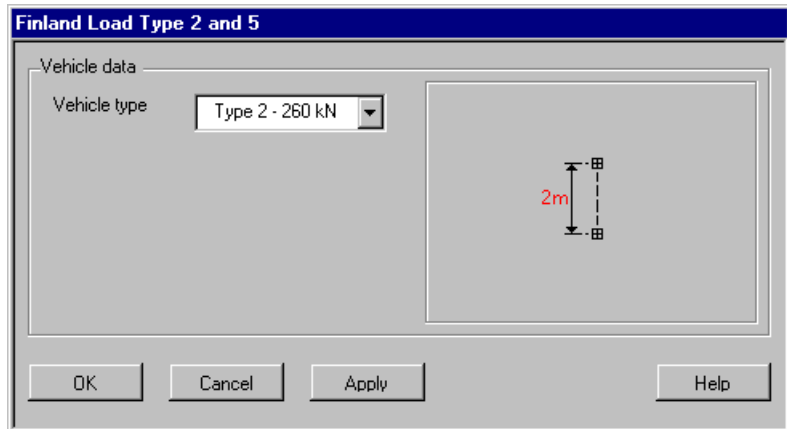 Finland Load Type 2 and 5
Vehicle data
Vehicle type
Type 2 - 260 kN
2m
OK
Cancel
Apply
Help